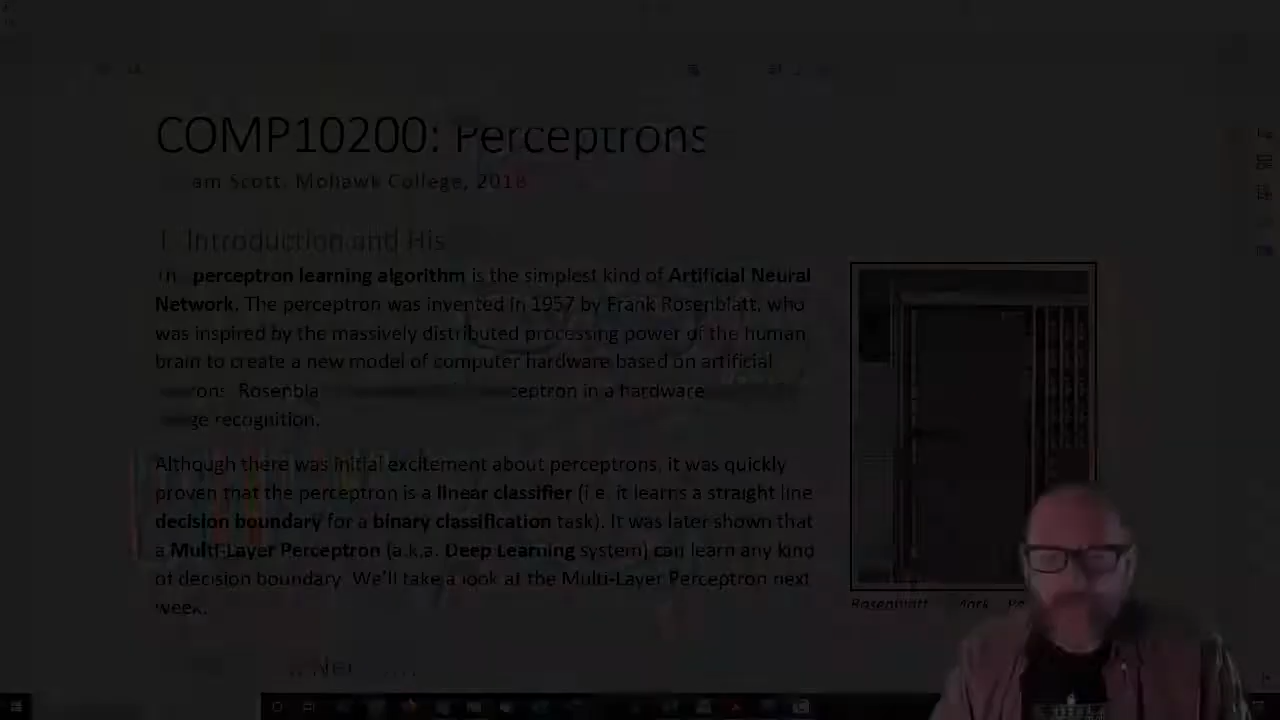 COMP10200: Perceptrons
am Scott, Mohawk College, 2018
1. Introduction and His
perceptron learning algorithm is the simplest kind of Artificial Neural
Network. The perceptron was invented in 1957 by Frank Rosenblatt, who
was inspired by the massively distributed processing power of the human
brain to create a new model of computer hardware based on artificial
rons. Rosenbla ceptron in a hardware
ge recognition.
Although there was initial excitement about perceptrons, it was quickly
proven that the perceptron is a linear classifier (i.e. it learns a straight line
decision boundary for a binary classification task). It was later shown that
a Multi-Layer Perceptron (a.k.a. Deep Learning system) can learn any kind
of decision boundary. We'll take a look at the Multi-Layer Perceptron next
week.
Rosenblatt Mark